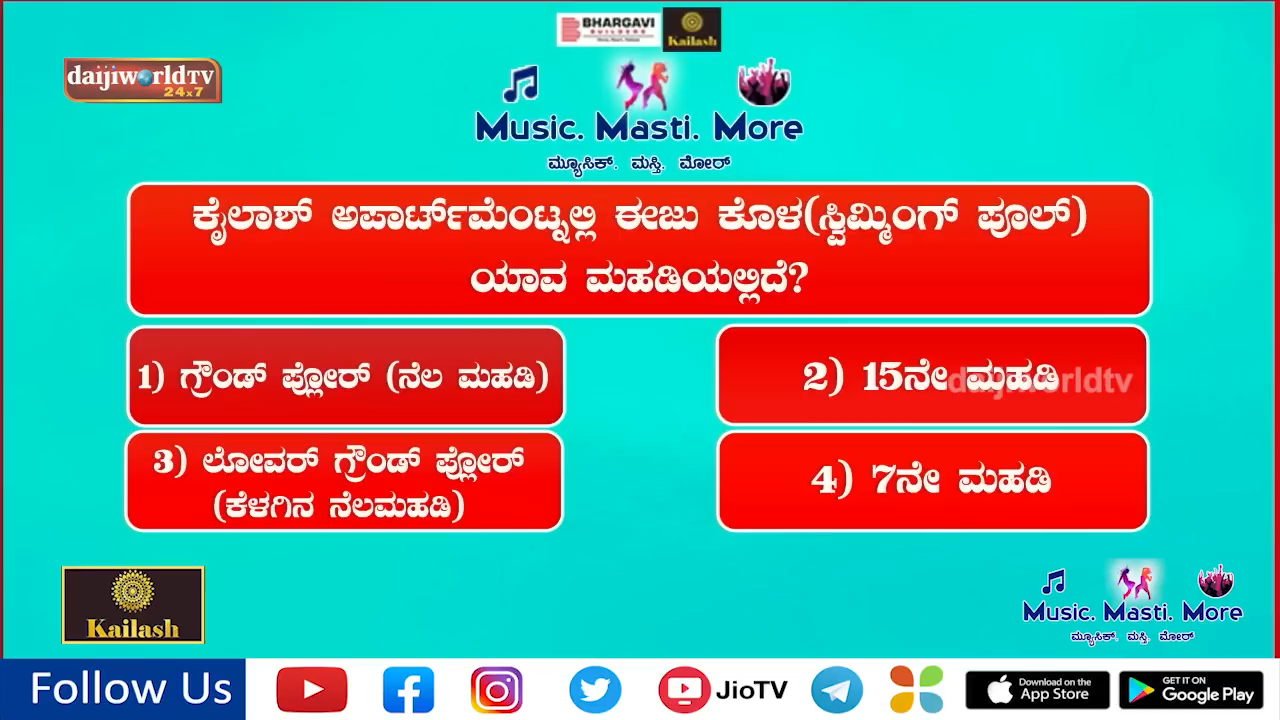 BHARGAVI
BUILDERS
Kailash
daijiworldTV
24x7
Music. Masti. More
ಮ್ಯೂಸಿಕ್. ಮಸ್ತಿ. ಮೋರ್
ಕೈಲಾಶ್ ಅಪಾರ್ಟ್‌ಮೆಂಟ್ನಲ್ಲಿ ಈಜು ಕೊಳ(ಸ್ವಿಮ್ಮಿಂಗ್ ಪೂಲ್)
ಯಾವ ಮಹಡಿಯಲ್ಲಿದೆ?
1) ಗ್ರೌಂಡ್ ಫ್ಲೋರ್ (ನೆಲ ಮಹಡಿ)
2) 15ನೇ ಮಹಡಿ
daijiworldtv
3) ಲೋವರ್ ಗ್ರೌಂಡ್ ಫ್ಲೋರ್
(ಕೆಳಗಿನ ನೆಲಮಹಡಿ)
4) 7ನೇ ಮಹಡಿ
Kailash
Music. Masti. More
ಮ್ಯೂಸಿಕ್. ಮಸ್ತಿ. ಮೋರ್
Follow Us
JioTV
Download on the
App Store
GET IT ON
Google Play